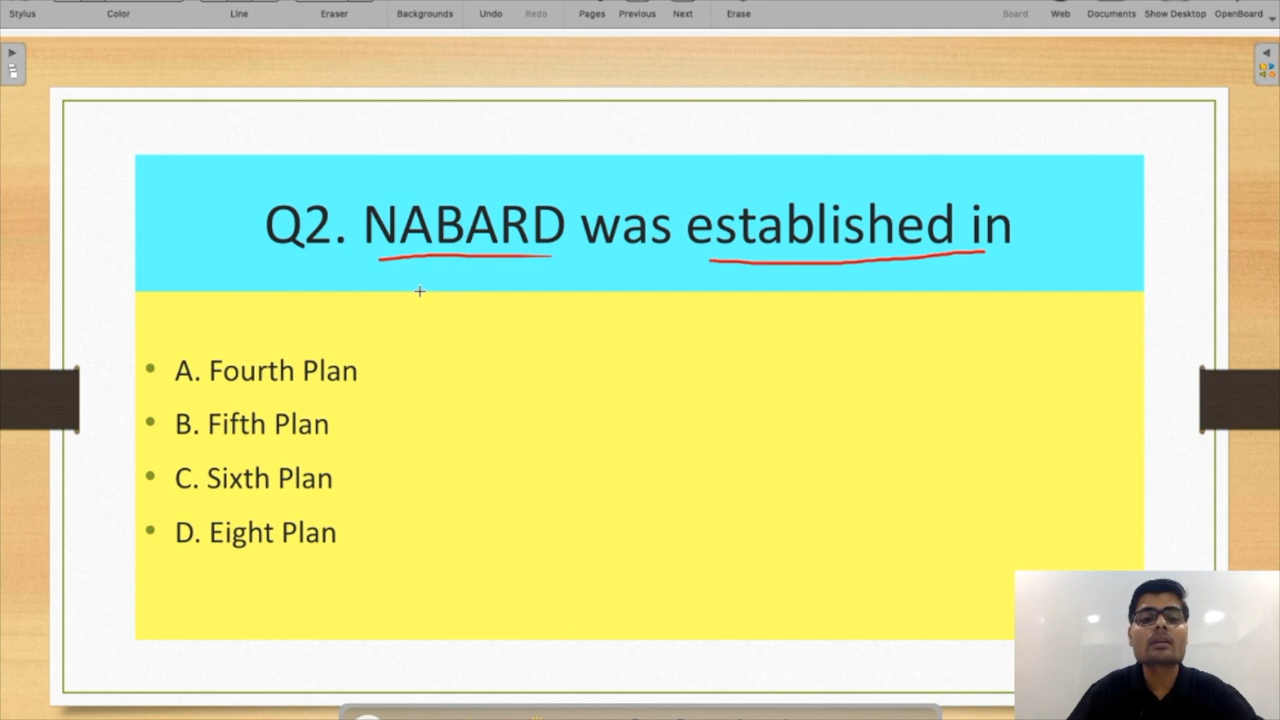 Stylus Color Line Eraser Backgrounds Undo Redo Pages Previous Next Erase Board Web Documents Show Desktop OpenBoard
Q2. NABARD was established in
• A. Fourth Plan
• B. Fifth Plan
• C. Sixth Plan
• D. Eight Plan